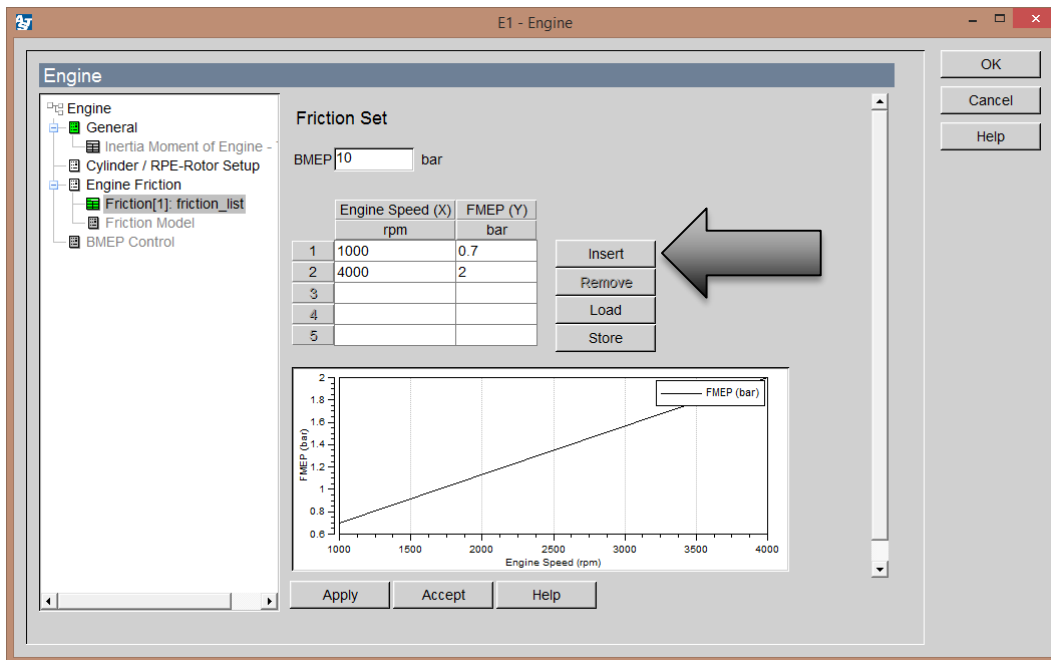 E1 - Engine
OK
Cancel
Help
Engine
Engine
General
Inertia Moment of Engine -
Cylinder / RPE-Rotor Setup
Engine Friction
Friction[1]: friction_list
Friction Model
BMEP Control
Friction Set
BMEP 10 bar
Engine Speed (X) FMEP (Y)
rpm bar
1 1000 0.7
2 4000 2
3
4
5
Insert
Remove
Load
Store
FMEP (bar)
2
1.8
1.6
1.4
1.2
1
0.8
0.6
FMEP (bar)
1000 1500 2000 2500 3000 3500 4000
Engine Speed (rpm)
Apply Accept Help